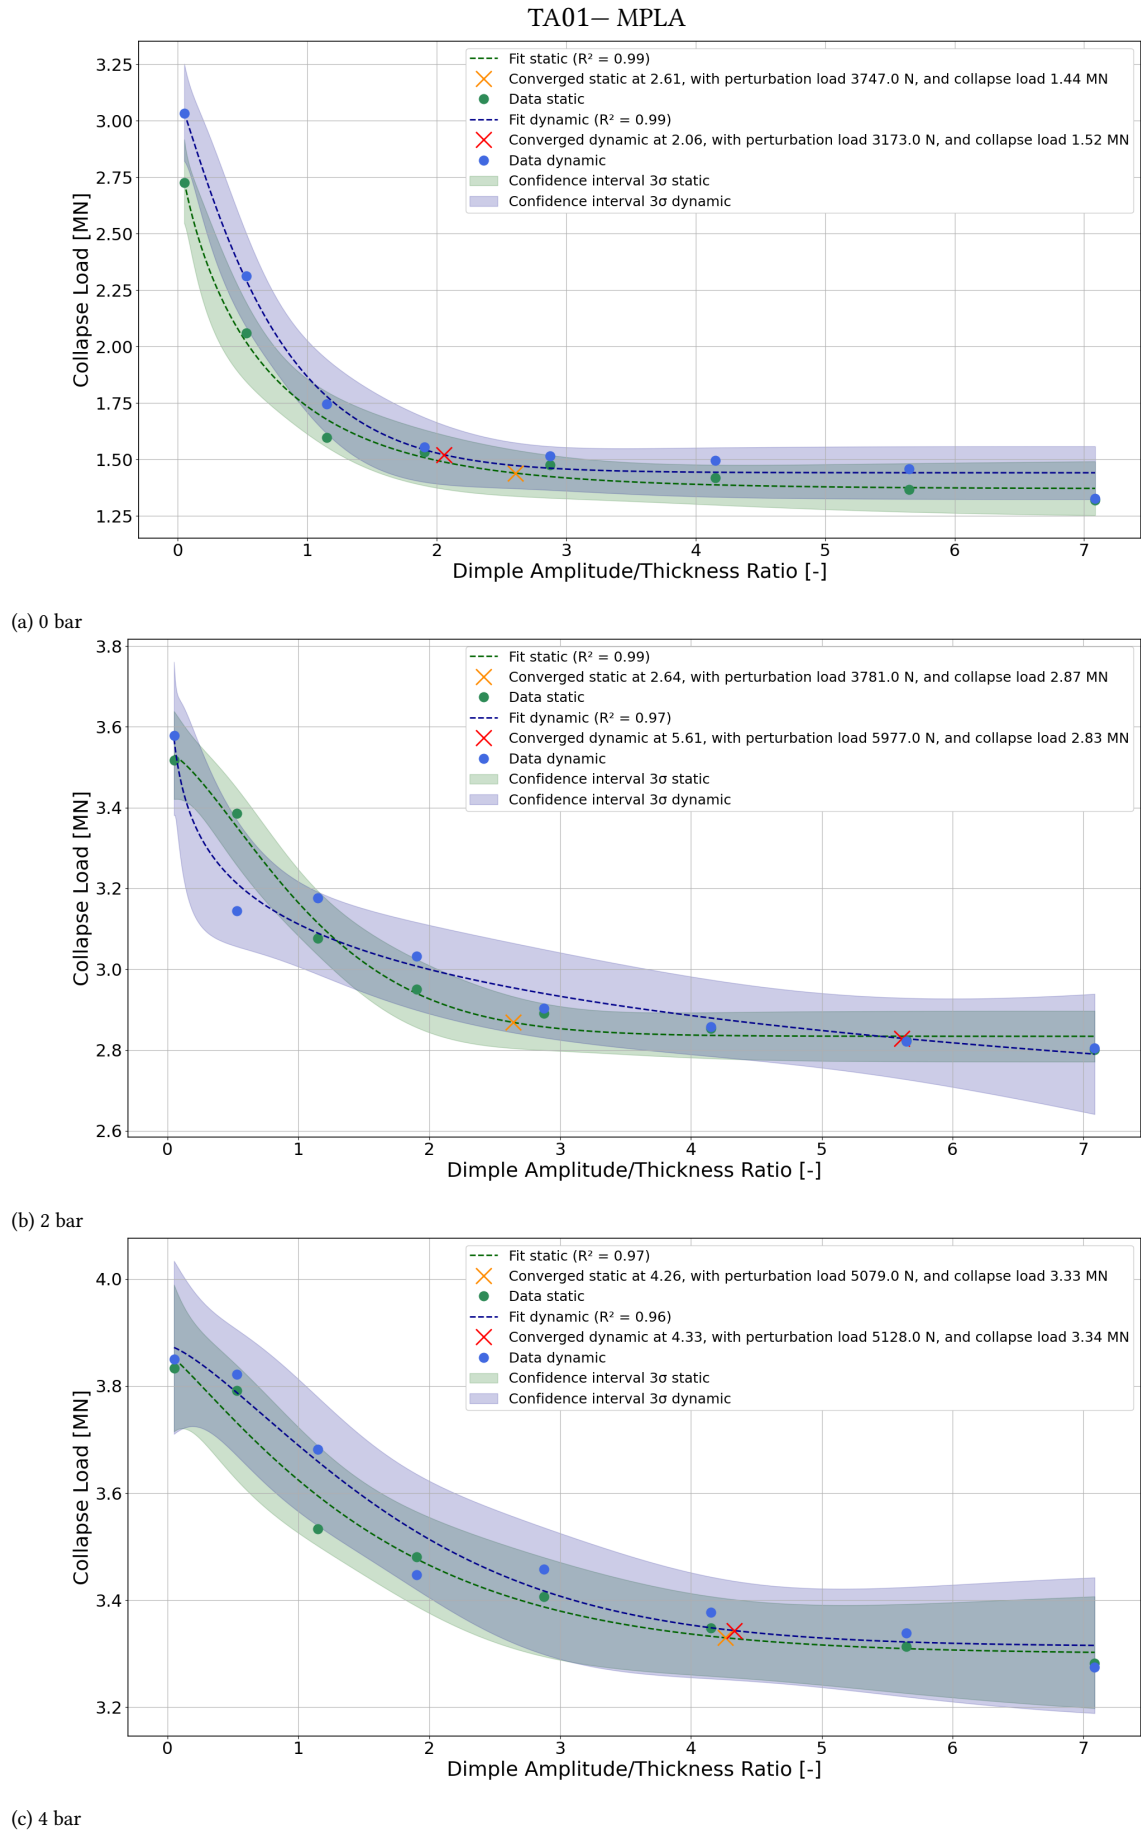 TA01– MPLA
Fit static (R² = 0.99)
Converged static at 2.61, with perturbation load 3747.0 N, and collapse load 1.44 MN
Data static
Fit dynamic (R² = 0.99)
Converged dynamic at 2.06, with perturbation load 3173.0 N, and collapse load 1.52 MN
Data dynamic
Confidence interval 3σ static
Confidence interval 3σ dynamic
3.25
3.00
2.75
2.50
2.25
2.00
1.75
1.50
1.25
Collapse Load [MN]
0 1 2 3 4 5 6 7
Dimple Amplitude/Thickness Ratio [-]
(a) 0 bar
Fit static (R² = 0.99)
Converged static at 2.64, with perturbation load 3781.0 N, and collapse load 2.87 MN
Data static
Fit dynamic (R² = 0.97)
Converged dynamic at 5.61, with perturbation load 5977.0 N, and collapse load 2.83 MN
Data dynamic
Confidence interval 3σ static
Confidence interval 3σ dynamic
3.8
3.6
3.4
3.2
3.0
2.8
2.6
Collapse Load [MN]
0 1 2 3 4 5 6 7
Dimple Amplitude/Thickness Ratio [-]
(b) 2 bar
Fit static (R² = 0.97)
Converged static at 4.26, with perturbation load 5079.0 N, and collapse load 3.33 MN
Data static
Fit dynamic (R² = 0.96)
Converged dynamic at 4.33, with perturbation load 5128.0 N, and collapse load 3.34 MN
Data dynamic
Confidence interval 3σ static
Confidence interval 3σ dynamic
4.0
3.8
3.6
3.4
3.2
Collapse Load [MN]
0 1 2 3 4 5 6 7
Dimple Amplitude/Thickness Ratio [-]
(c) 4 bar